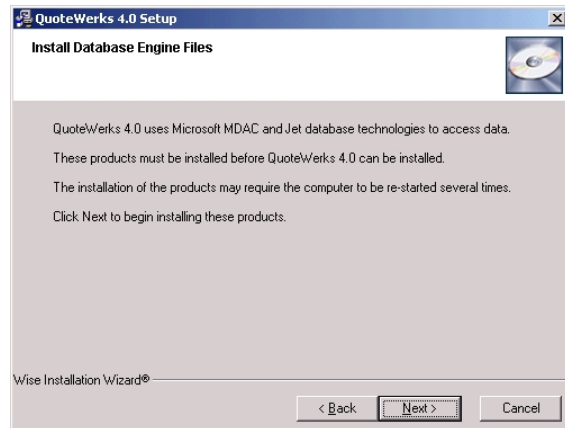 QuoteWerks 4.0 Setup
Install Database Engine Files
QuoteWerks 4.0 uses Microsoft MDAC and Jet database technologies to access data.
These products must be installed before QuoteWerks 4.0 can be installed.
The installation of the products may require the computer to be re-started several times.
Click Next to begin installing these products.
Wise Installation Wizard®
< Back Next > Cancel